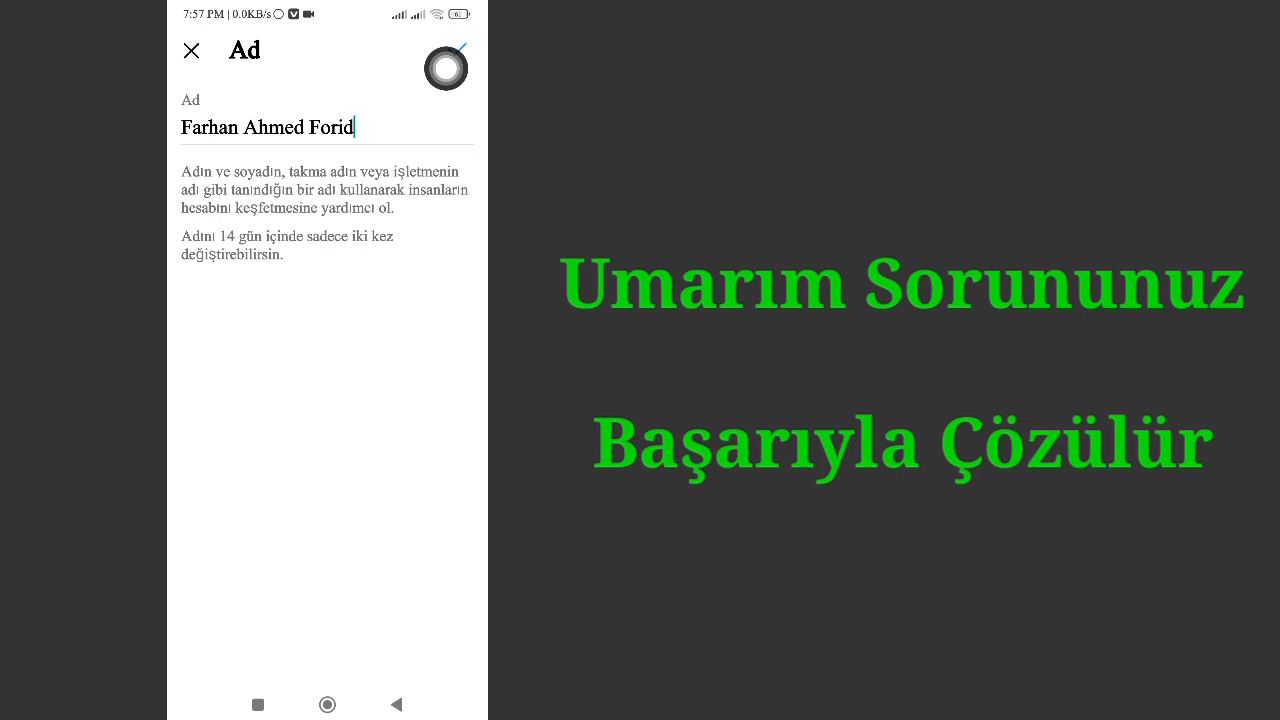 7:57 PM | 0.0KB/s
61
Ad
Ad
Farhan Ahmed Forid
Adın ve soyadın, takma adın veya işletmenin
adı gibi tanındığın bir adı kullanarak insanların
hesabını keşfetmesine yardımcı ol.
Adını 14 gün içinde sadece iki kez
değiştirebilirsin.
Umarım Sorununuz
Başarıyla Çözülür